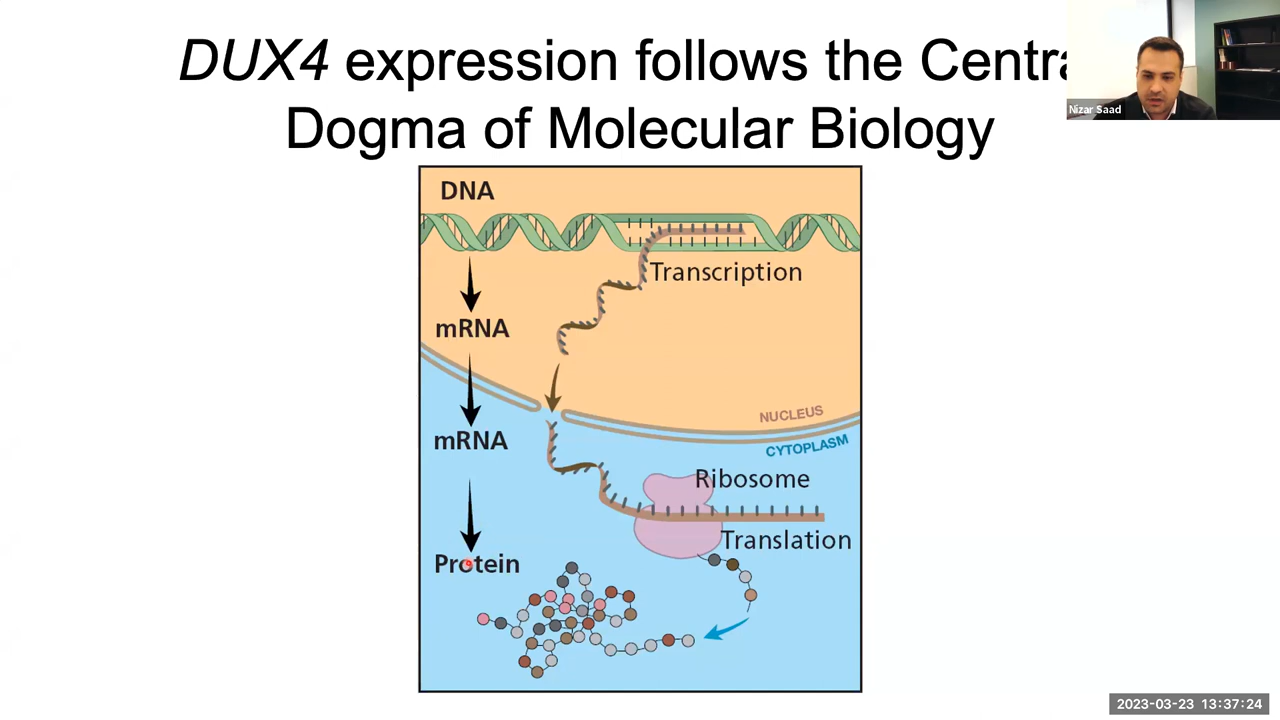 DUX4 expression follows the Centra
Dogma of Molecular Biology
Nizar Saad
DNA
Transcription
mRNA
NUCLEUS
CYTOPLASM
mRNA
Ribosome
Translation
Protein
2023-03-23 13:37:24